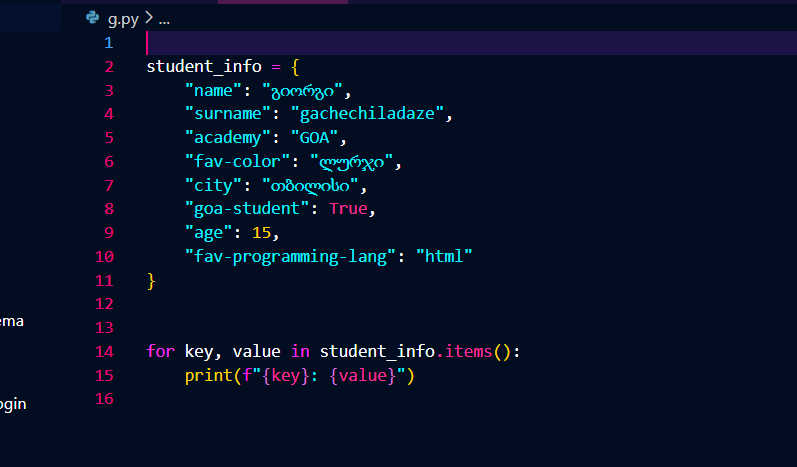 g.py > ...
1
2 student_info = {
3     "name": "გიორგი",
4     "surname": "gachechiladaze",
5     "academy": "GOA",
6     "fav-color": "ლურჯი",
7     "city": "თბილისი",
8     "goa-student": True,
9     "age": 15,
10     "fav-programming-lang": "html"
11 }
12
13
ema
14 for key, value in student_info.items():
15     print(f"{key}: {value}")
16
ogin